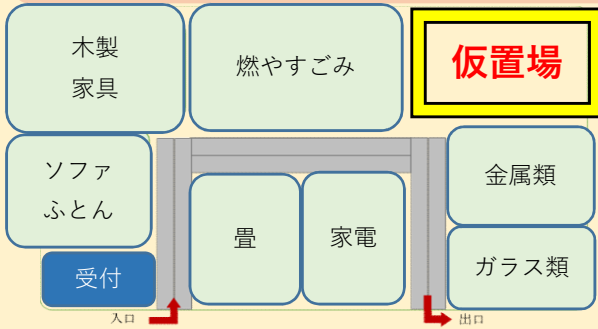 木製
家具
燃やすごみ
仮置場
ソファ
ふとん
畳
家電
金属類
ガラス類
受付
入口
出口